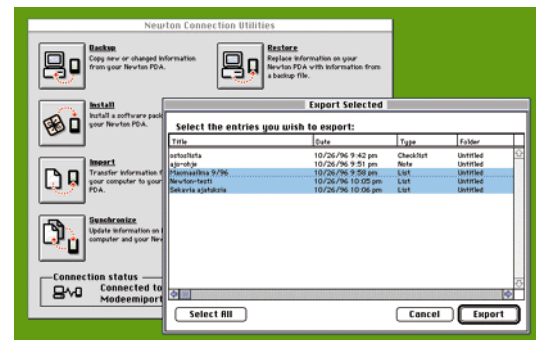 Newton Connection Utilities
Backup
Copy new or changed information
from your Newton PDA.
Restore
Replace information on your
Newton PDA with information from
a backup file.
Install
Install a software pack
your Newton PDA.
Import
Transfer information f
your computer to your
PDA.
Synchronize
Update information on
computer and your New
Connection status
Connected to
Modeemiport
Export Selected
Select the entries you wish to export:
Title Date Type Folder
ostoslista 10/26/96 9:42 pm Checklist Untitled
ajo-ohje 10/26/96 9:51 pm Note Untitled
Macmaailma 9/96 10/26/96 9:58 pm List Untitled
Newton-testi 10/26/96 10:05 pm List Untitled
Sekavia ajatuksia 10/26/96 10:06 pm List Untitled
Select All
Cancel
Export